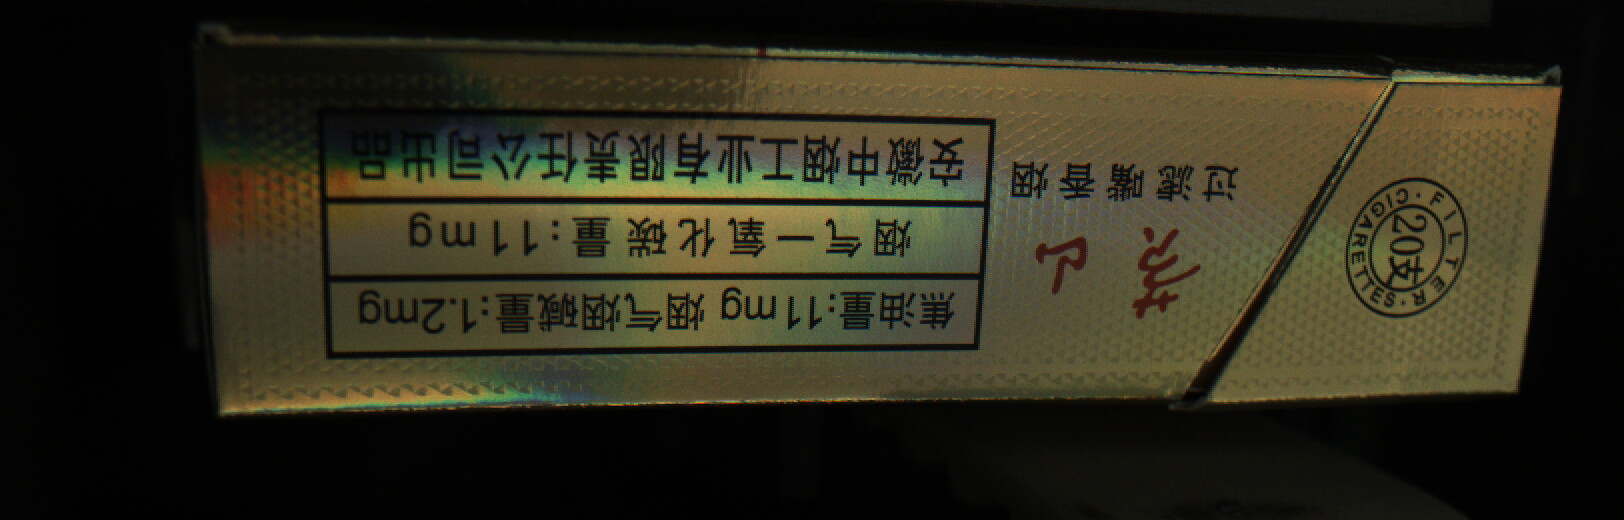 FILTER·CIGARETTES·
20支
黄山
过滤嘴香烟
焦油量:11mg 烟气烟碱量:1.2mg
烟气一氧化碳量:11mg
安徽中烟工业有限责任公司出品